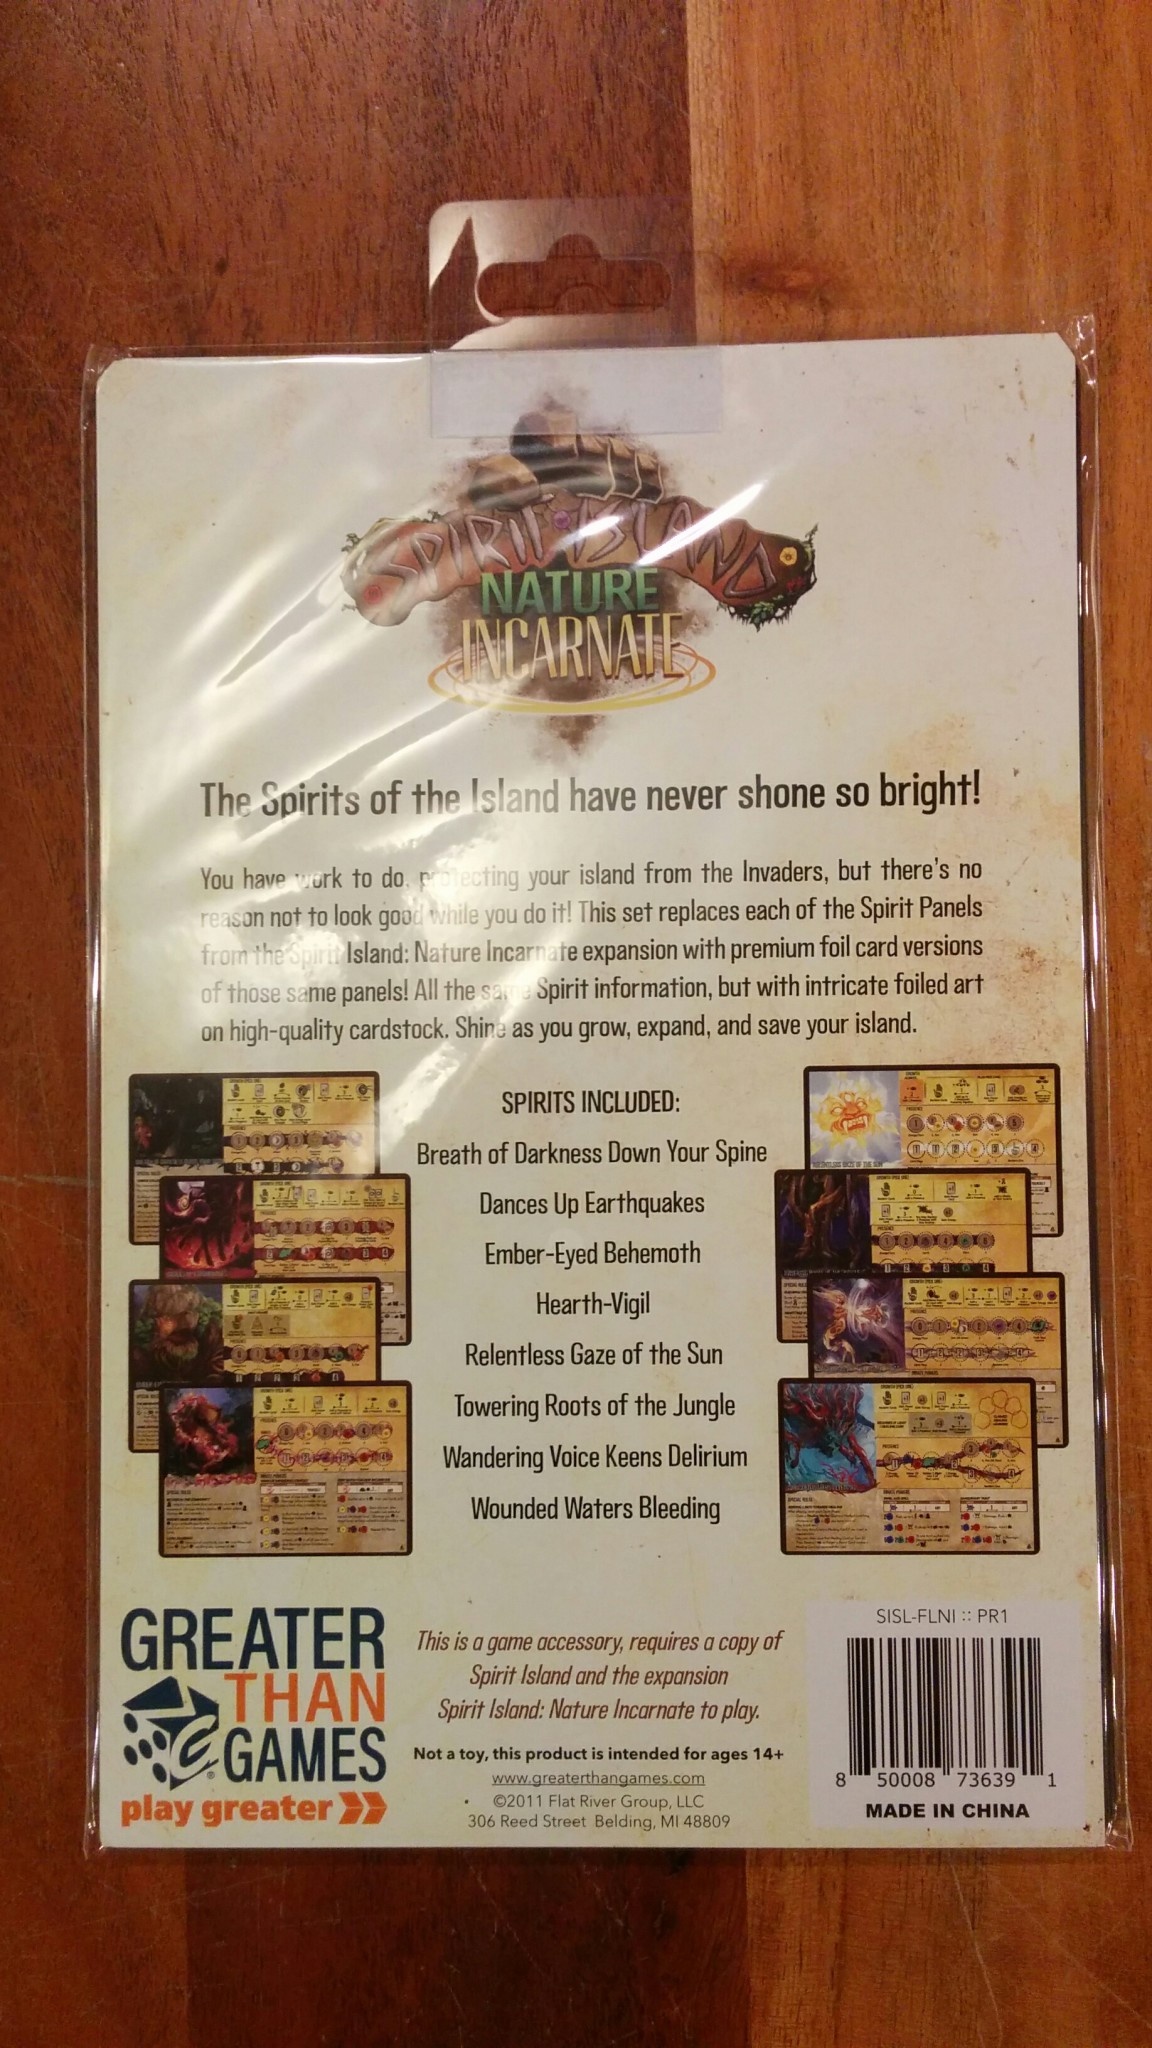 SPIRIT ISLAND
NATURE
INCARNATE
The Spirits of the Island have never shone so bright!
You have work to do, protecting your island from the Invaders, but there's no
reason not to look good while you do it! This set replaces each of the Spirit Panels
from the Spirit Island: Nature Incarnate expansion with premium foil card versions
of those same panels! All the same Spirit information, but with intricate foiled art
on high-quality cardstock. Shine as you grow, expand, and save your island.
SPIRITS INCLUDED:
Breath of Darkness Down Your Spine
Dances Up Earthquakes
Ember-Eyed Behemoth
Hearth-Vigil
Relentless Gaze of the Sun
Towering Roots of the Jungle
Wandering Voice Keens Delirium
Wounded Waters Bleeding
GREATER
THAN
GAMES
play greater
This is a game accessory, requires a copy of
Spirit Island and the expansion
Spirit Island: Nature Incarnate to play.
Not a toy, this product is intended for ages 14+
www.greaterthangames.com
©2011 Flat River Group, LLC
306 Reed Street Belding, MI 48809
SISL-FLNI :: PR1
8 50008 73639 1
MADE IN CHINA